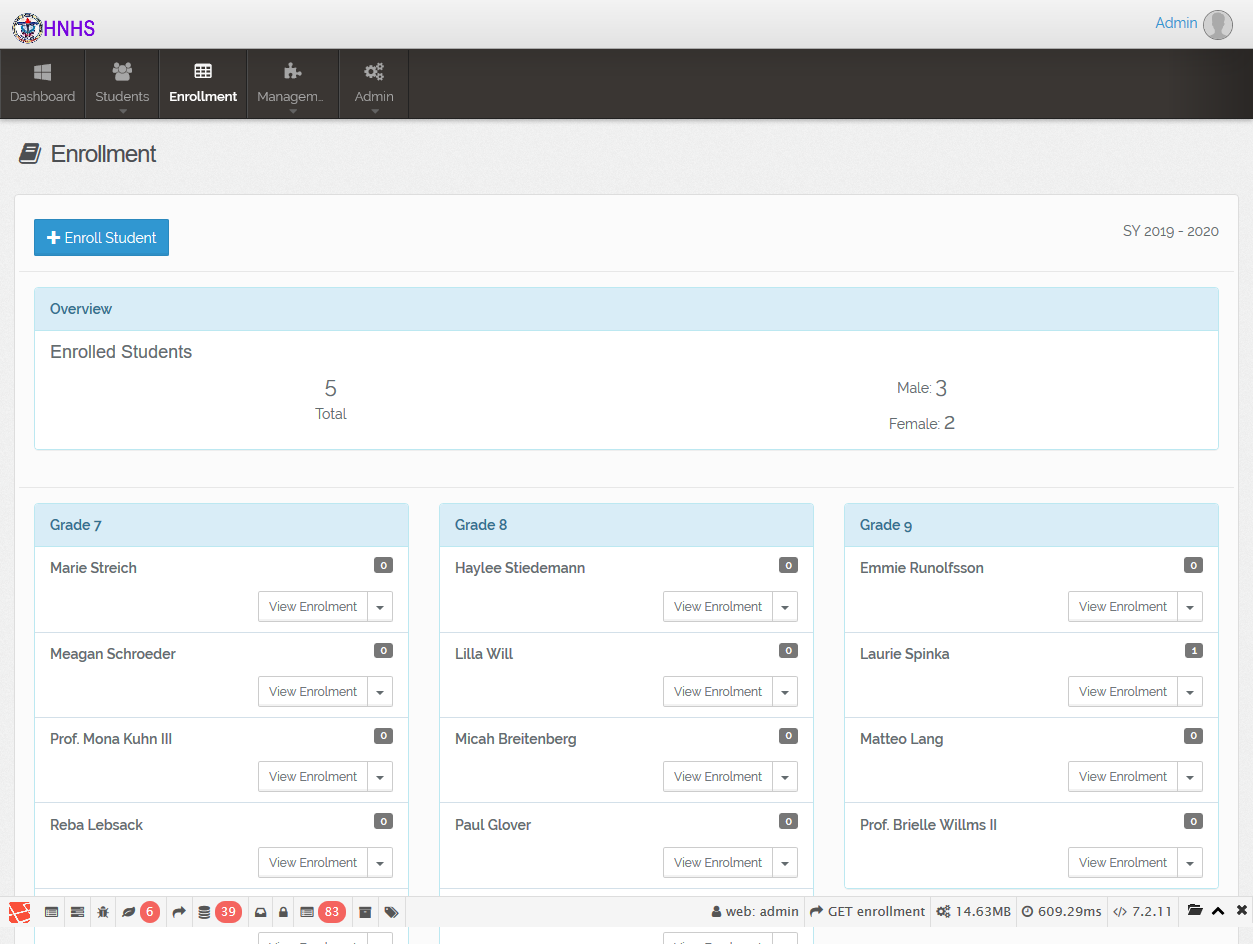 HNHS
Admin
Dashboard
Students
Enrollment
Managem...
Admin
Enrollment
Enroll Student
SY 2019 - 2020
Overview
Enrolled Students
5
Total
Male: 3
Female: 2
Grade 7
Marie Streich
0
View Enrolment
Meagan Schroeder
0
View Enrolment
Prof. Mona Kuhn III
0
View Enrolment
Reba Lebsack
0
View Enrolment
Grade 8
Haylee Stiedemann
0
View Enrolment
Lilla Will
0
View Enrolment
Micah Breitenberg
0
View Enrolment
Paul Glover
0
View Enrolment
Grade 9
Emmie Runolfsson
0
View Enrolment
Laurie Spinka
1
View Enrolment
Matteo Lang
0
View Enrolment
Prof. Brielle Willms II
0
View Enrolment
6
39
83
web: admin
GET enrollment
14.63MB
609.29ms
7.2.11